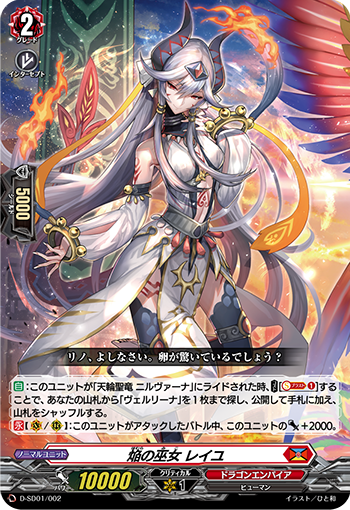 2
グレード
インターセプト
5000
シールド
リノ、よしなさい。卵が驚いているでしょう？
自:このユニットが「天輪聖竜 ニルヴァーナ」にライドされた時、[ブラスト 1]する
ことで、あなたの山札から「ヴェルリーナ」を１枚まで探し、公開して手札に加え、
山札をシャッフルする。
永(R):このユニットがアタックしたバトル中、このユニットの+2000。
ノーマルユニット
焔の巫女 レイユ
パワー
10000
クリティカル
1
ドラゴンエンパイア
ヒューマン
D-SD01/002
イラスト／ひと和